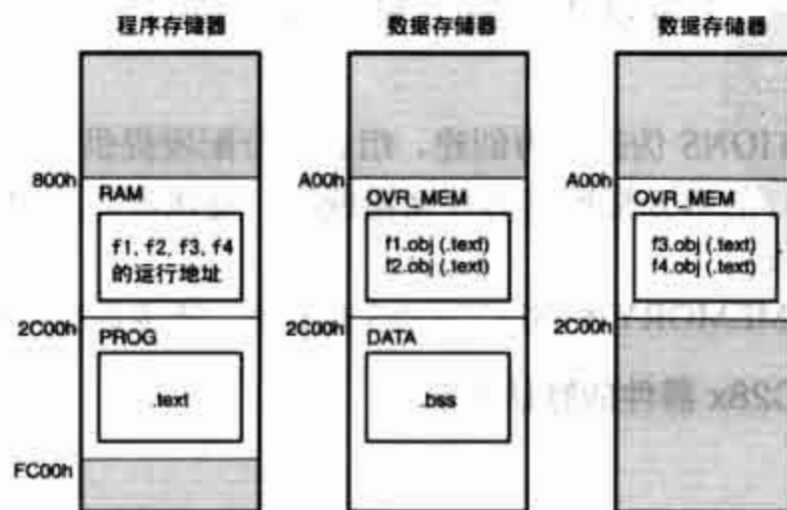 程序存储器
800h
RAM
f1, f2, f3, f4
的运行地址
2C00h
PROG
.text
FC00h
数据存储器
A00h
OVR_MEM
f1.obj (.text)
f2.obj (.text)
2C00h
DATA
.bss
数据存储器
A00h
OVR_MEM
f3.obj (.text)
f4.obj (.text)
2C00h